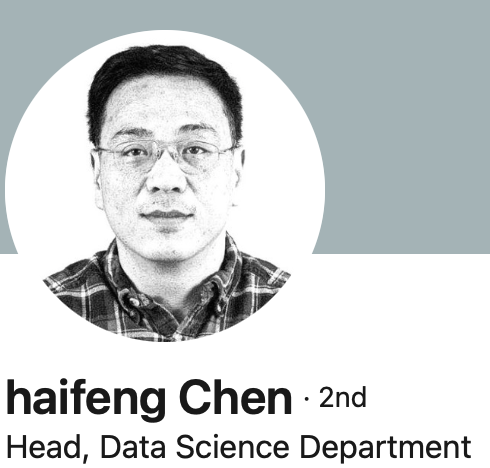 haifeng Chen · 2nd
Head, Data Science Department